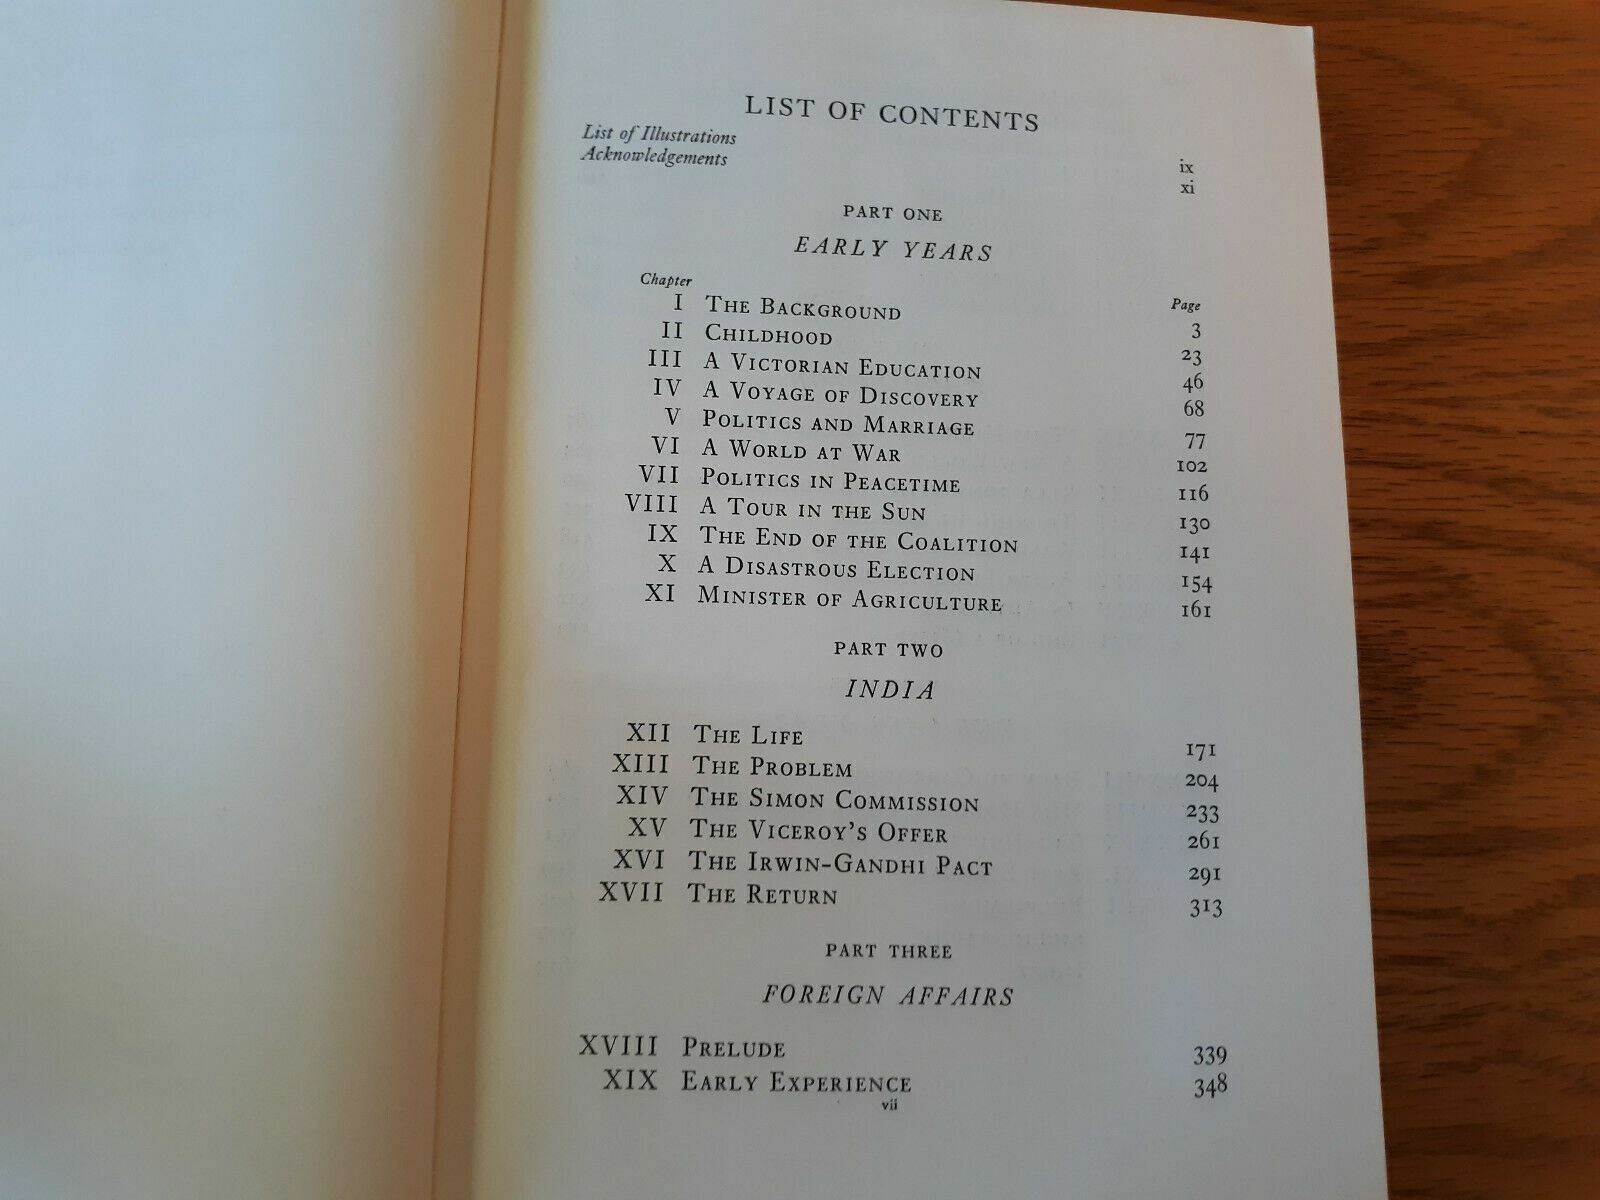 LIST OF CONTENTS
List of Illustrations ix
Acknowledgements xi
PART ONE
EARLY YEARS
Chapter Page
I THE BACKGROUND 3
II CHILDHOOD 23
III A VICTORIAN EDUCATION 46
IV A VOYAGE OF DISCOVERY 68
V POLITICS AND MARRIAGE 77
VI A WORLD AT WAR 102
VII POLITICS IN PEACETIME 116
VIII A TOUR IN THE SUN 130
IX THE END OF THE COALITION 141
X A DISASTROUS ELECTION 154
XI MINISTER OF AGRICULTURE 161
PART TWO
INDIA
XII THE LIFE 171
XIII THE PROBLEM 204
XIV THE SIMON COMMISSION 233
XV THE VICEROY'S OFFER 261
XVI THE IRWIN-GANDHI PACT 291
XVII THE RETURN 313
PART THREE
FOREIGN AFFAIRS
XVIII PRELUDE 339
XIX EARLY EXPERIENCE 348
vii